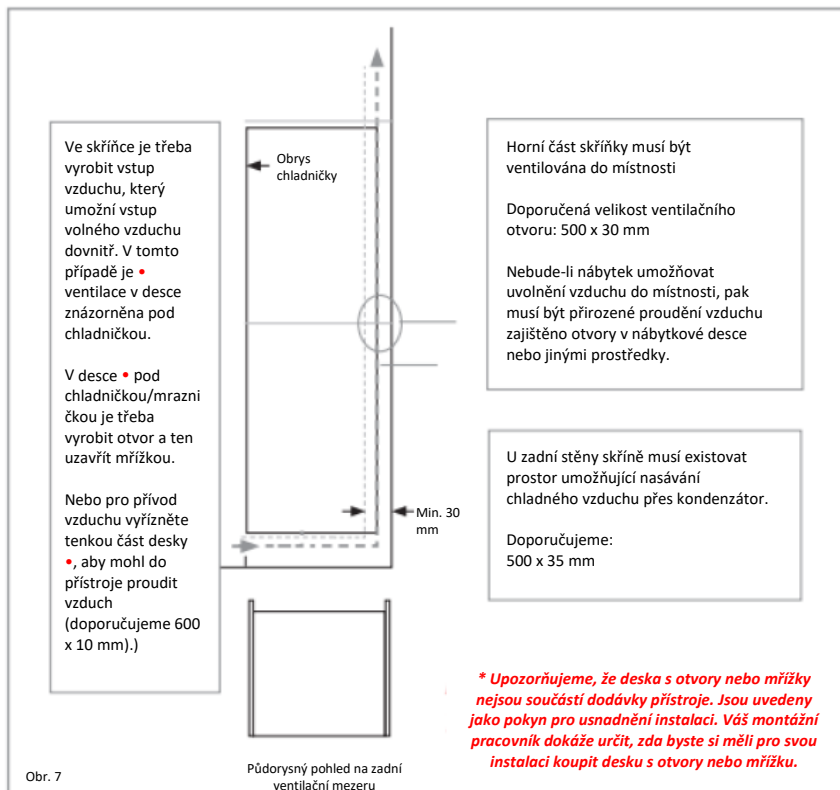 Ve skříňce je třeba
vyrobit vstup
vzduchu, který
umožní vstup
volného vzduchu
dovnitř. V tomto
případě je •
ventilace v desce
znázorněna pod
chladničkou.
V desce • pod
chladničkou/mrazni
čkou je třeba
vyrobit otvor a ten
uzavřít mřížkou.
Nebo pro přívod
vzduchu vyřízněte
tenkou část desky
•, aby mohl do
přístroje proudit
vzduch
(doporučujeme 600
x 10 mm).)
Obrys
chladničky
Min. 30
mm
Horní část skříňky musí být
ventilována do místnosti
Doporučená velikost ventilačního
otvoru: 500 x 30 mm
Nebude-li nábytek umožňovat
uvolnění vzduchu do místnosti, pak
musí být přirozené proudění vzduchu
zajištěno otvory v nábytkové desce
nebo jinými prostředky.
U zadní stěny skříně musí existovat
prostor umožňující nasávání
chladného vzduchu přes kondenzátor.
Doporučujeme:
500 x 35 mm
* Upozorňujeme, že deska s otvory nebo mřížky
nejsou součástí dodávky přístroje. Jsou uvedeny
jako pokyn pro usnadnění instalaci. Váš montážní
pracovník dokáže určit, zda byste si měli pro svou
instalaci koupit desku s otvory nebo mřížku.
Obr. 7
Půdorysný pohled na zadní
ventilační mezeru